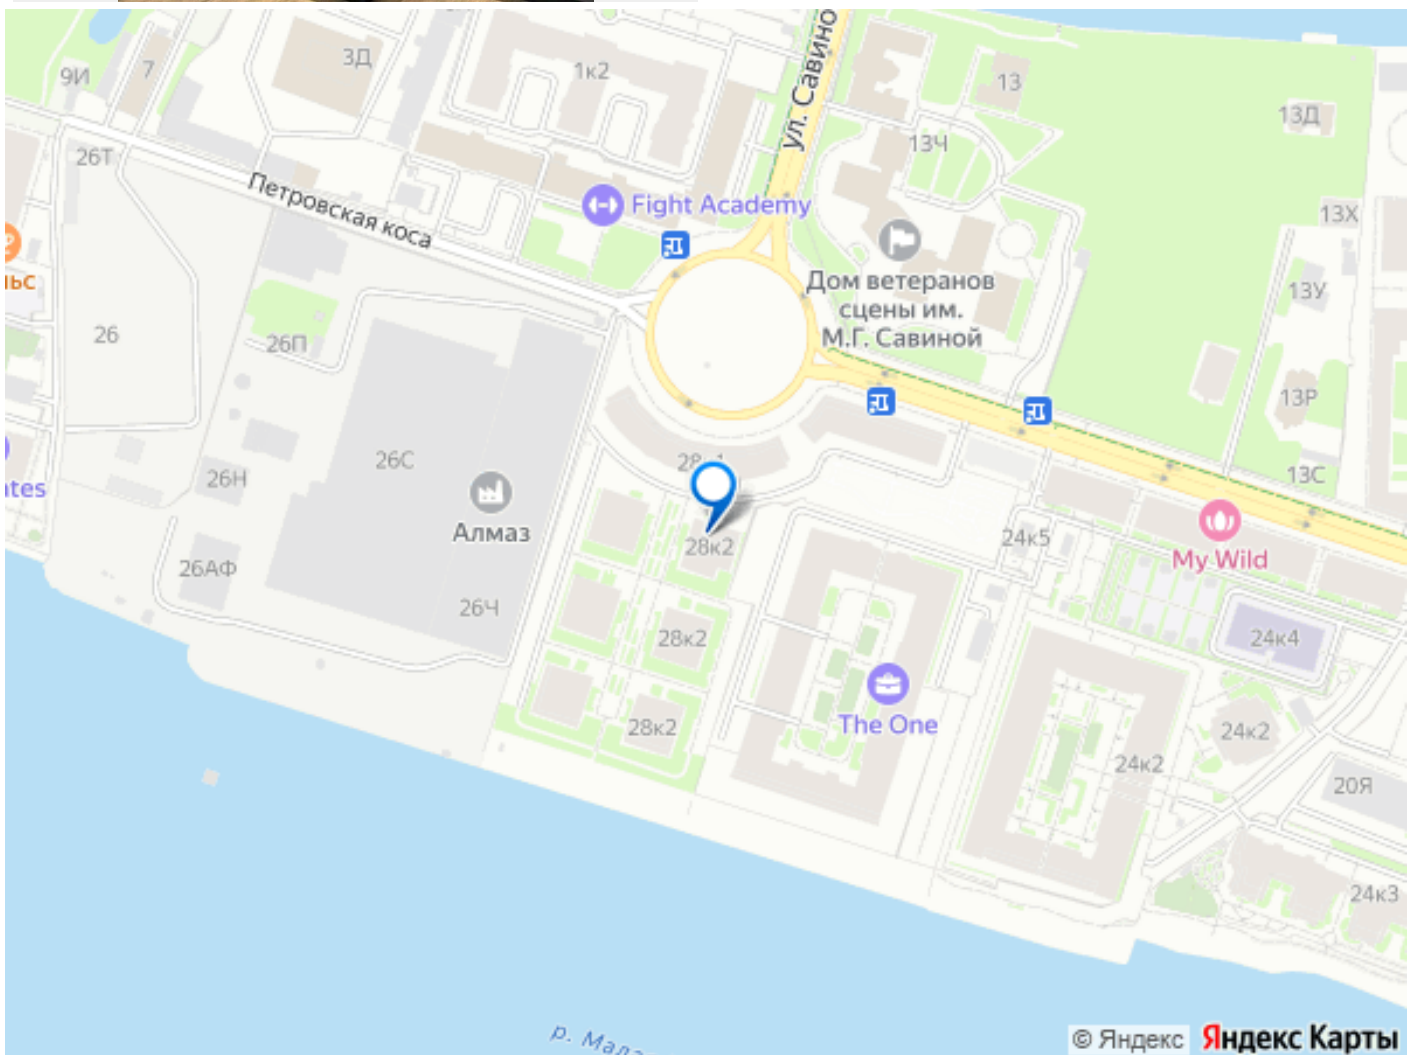 3Д
9И
7
1к2
ул. Савино
13
13Д
13Ч
26Т
Петровская коса
Fight Academy
13Х
ьс
Дом ветеранов
сцены им.
М.Г. Савиной
13У
26
26П
13Р
26С
26Н
ates
Алмаз
13С
28к2
24к5
My Wild
26АФ
26Ч
28к2
24к4
The One
28к2
24к2
24к2
20Я
24к3
р. Мала
© Яндекс
Яндекс Карты